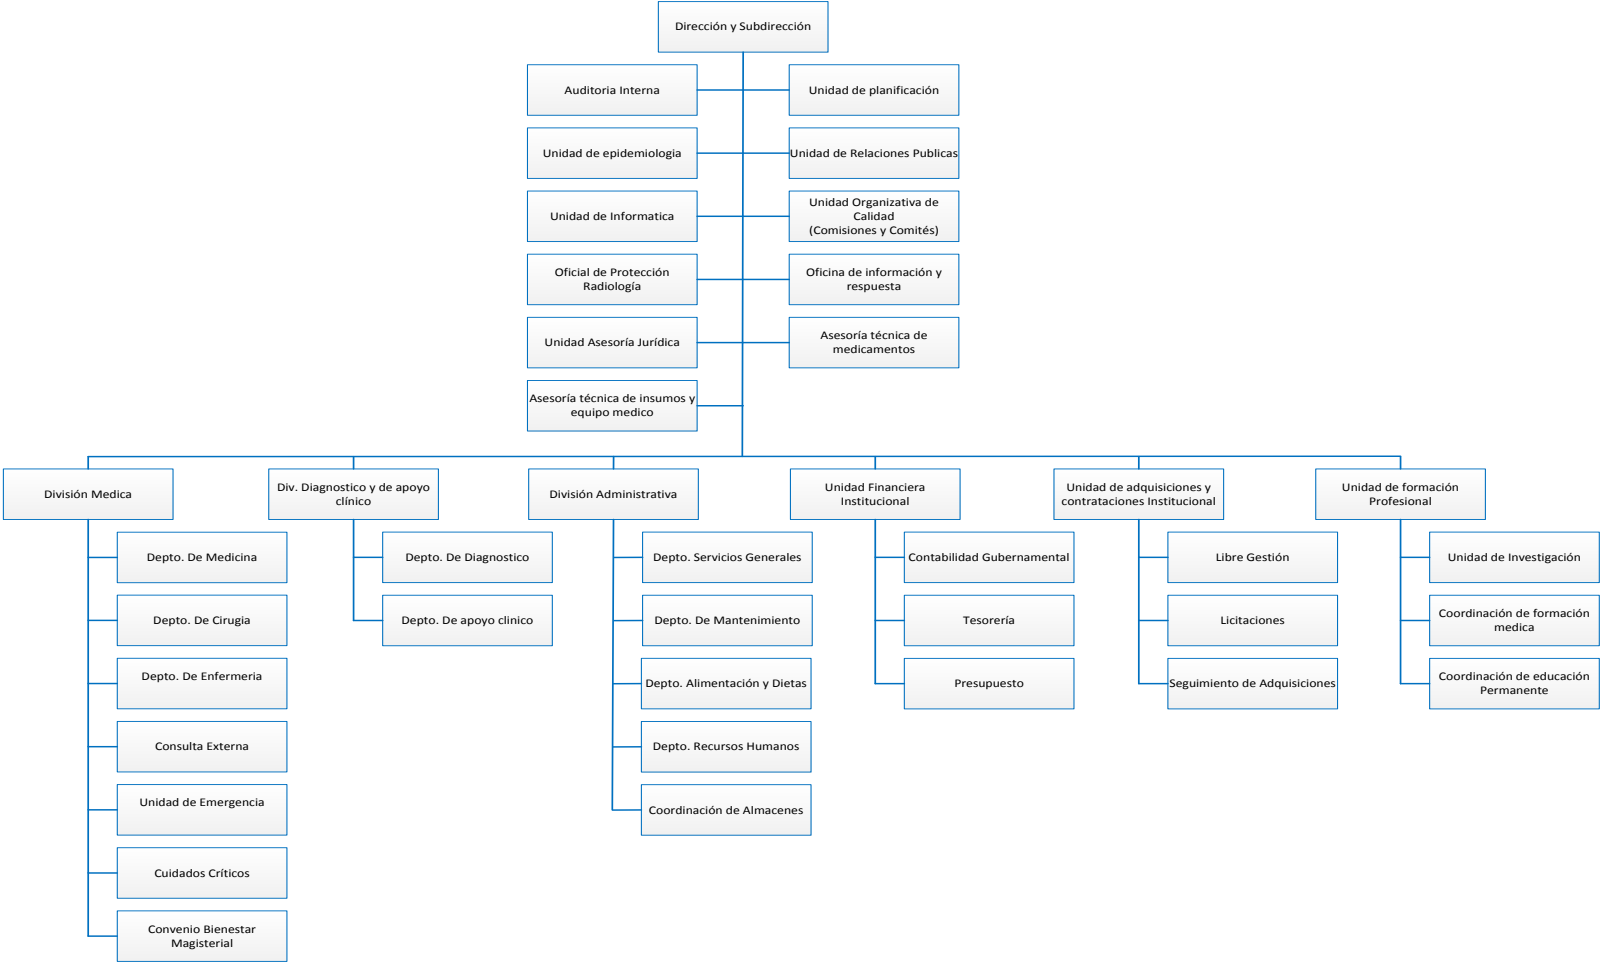 Dirección y Subdirección
Auditoria Interna
Unidad de planificación
Unidad de epidemiologia
Unidad de Relaciones Publicas
Unidad de Informatica
Unidad Organizativa de
Calidad
(Comisiones y Comités)
Oficial de Protección
Radiología
Oficina de información y
respuesta
Unidad Asesoría Jurídica
Asesoría técnica de
medicamentos
Asesoría técnica de insumos y
equipo medico
División Medica
Div. Diagnostico y de apoyo
clínico
División Administrativa
Unidad Financiera
Institucional
Unidad de adquisiciones y
contrataciones Institucional
Unidad de formación
Profesional
Depto. De Medicina
Depto. De Cirugia
Depto. De Enfermeria
Consulta Externa
Unidad de Emergencia
Cuidados Críticos
Convenio Bienestar
Magisterial
Depto. De Diagnostico
Depto. De apoyo clinico
Depto. Servicios Generales
Depto. De Mantenimiento
Depto. Alimentación y Dietas
Depto. Recursos Humanos
Coordinación de Almacenes
Contabilidad Gubernamental
Tesorería
Presupuesto
Libre Gestión
Licitaciones
Seguimiento de Adquisiciones
Unidad de Investigación
Coordinación de formación
medica
Coordinación de educación
Permanente